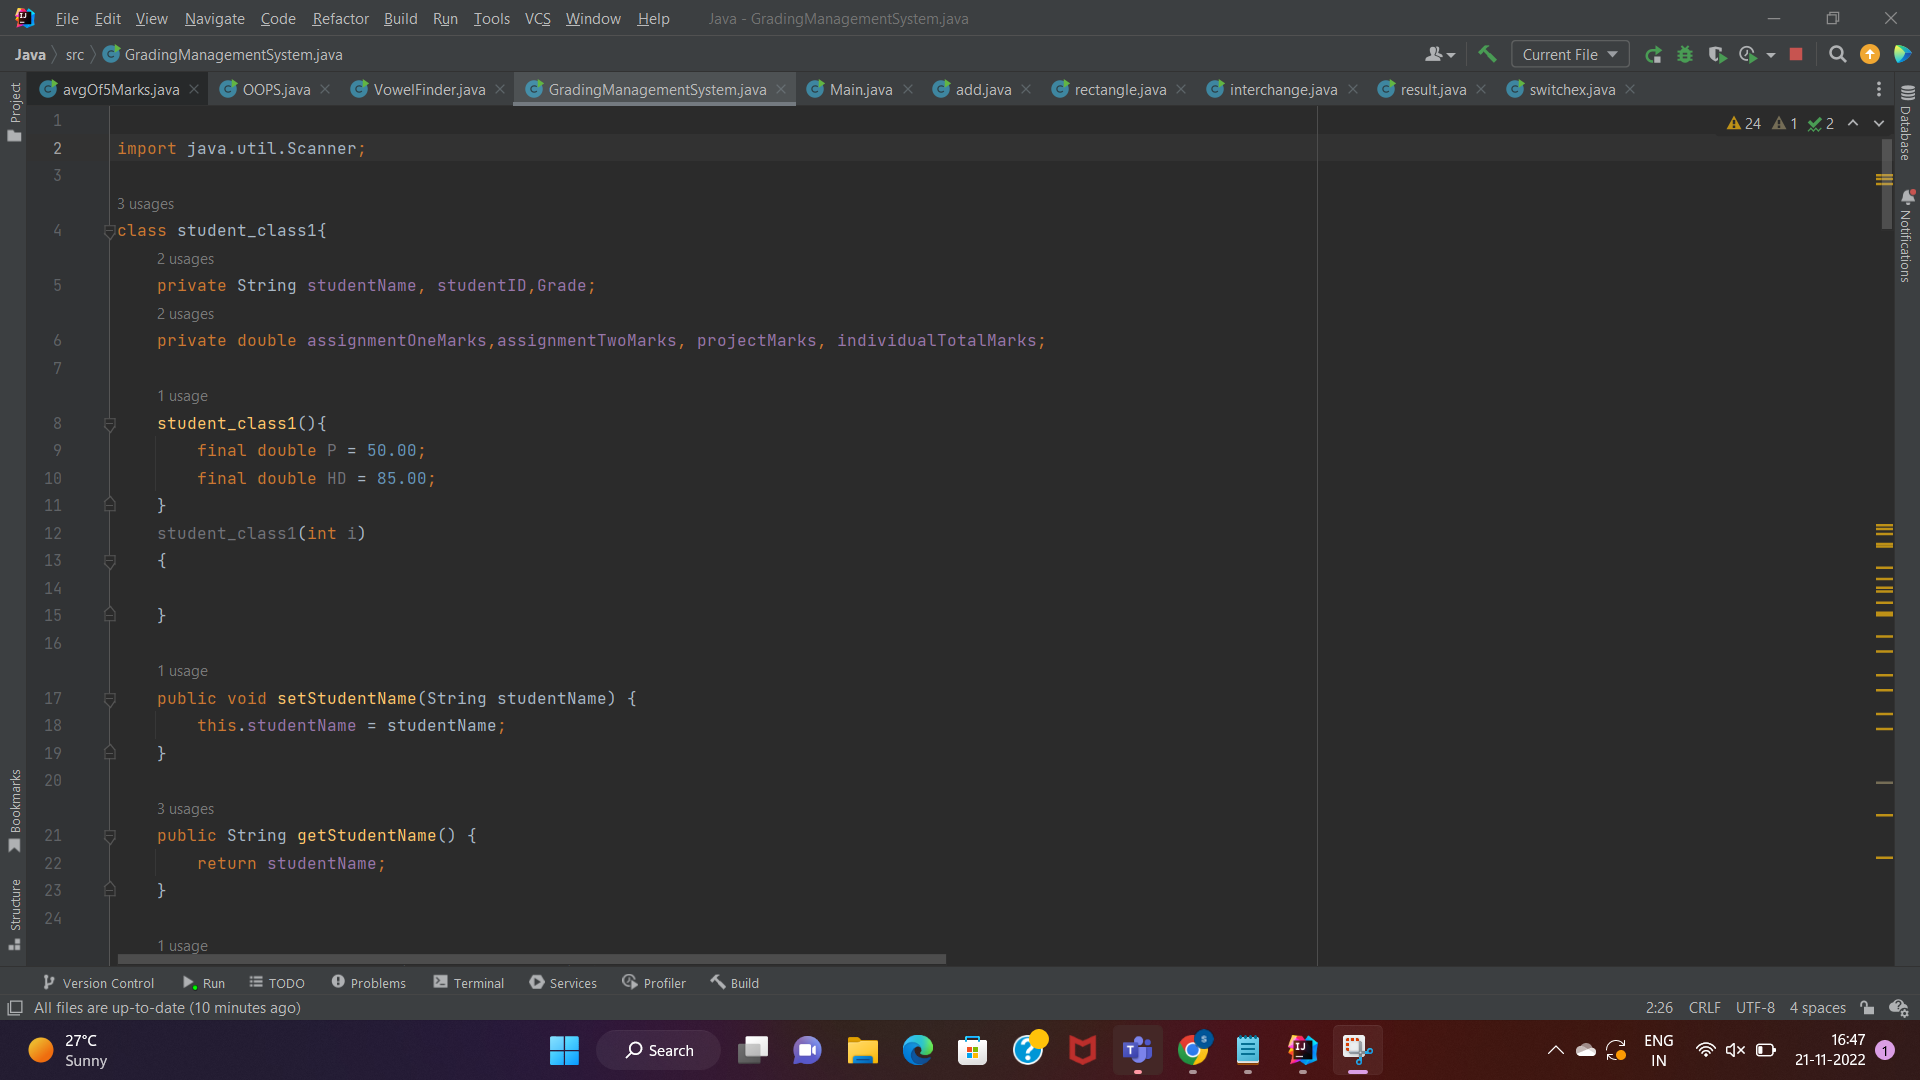 File Edit View Navigate Code Refactor Build Run Tools VCS Window Help Java - GradingManagementSystem.java
Java src GradingManagementSystem.java Current File
avgOf5Marks.java OOPS.java VowelFinder.java GradingManagementSystem.java Main.java add.java rectangle.java interchange.java result.java switchex.java
Project
Database
Notifications
Bookmarks
Structure
24 1 2
1
2 import java.util.Scanner;
3
3 usages
4 class student_class1{
2 usages
5 private String studentName, studentID,Grade;
2 usages
6 private double assignmentOneMarks,assignmentTwoMarks, projectMarks, individualTotalMarks;
7
1 usage
8 student_class1(){
9 final double P = 50.00;
10 final double HD = 85.00;
11 }
12 student_class1(int i)
13 {
14
15 }
16
1 usage
17 public void setStudentName(String studentName) {
18 this.studentName = studentName;
19 }
20
3 usages
21 public String getStudentName() {
22 return studentName;
23 }
24
1 usage
Version Control Run TODO Problems Terminal Services Profiler Build
All files are up-to-date (10 minutes ago) 2:26 CRLF UTF-8 4 spaces
27°C
Sunny
Search
ENG
IN
16:47
21-11-2022
1